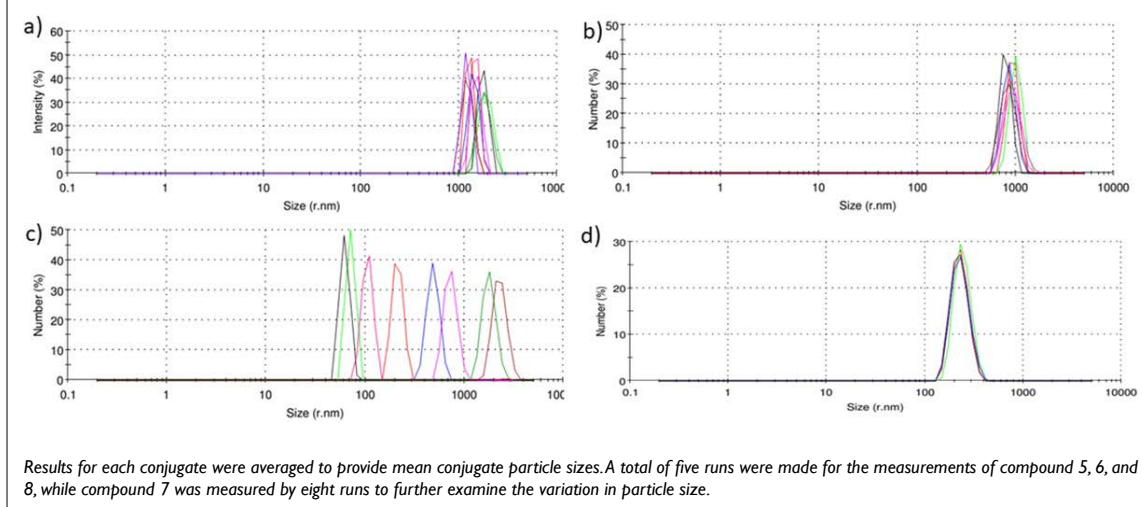 a)
60
50
40
30
20
10
0
Intensity (%)
0.1 1 10 100 1000 1000
Size (r.nm)
b)
50
40
30
20
10
0
Number (%)
0.1 1 10 100 1000 10000
Size (r.nm)
c)
50
40
30
20
10
0
Number (%)
0.1 1 10 100 1000 1000
Size (r.nm)
d)
30
20
10
0
Number (%)
0.1 1 10 100 1000 10000
Size (r.nm)
Results for each conjugate were averaged to provide mean conjugate particle sizes. A total of five runs were made for the measurements of compound 5, 6, and
8, while compound 7 was measured by eight runs to further examine the variation in particle size.